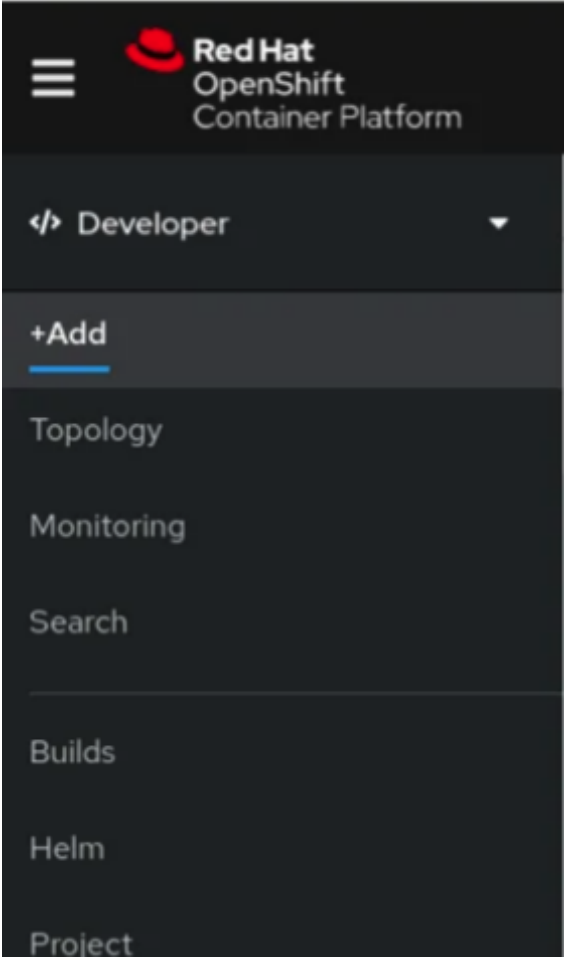 Red Hat
OpenShift
Container Platform
</> Developer
+Add
Topology
Monitoring
Search
Builds
Helm
Project